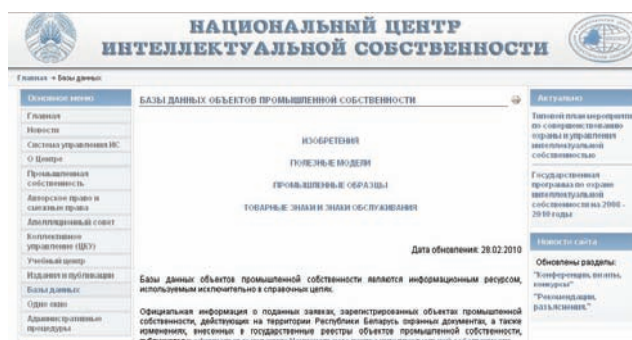 НАЦИОНАЛЬНЫЙ ЦЕНТР
ИНТЕЛЛЕКТУАЛЬНОЙ СОБСТВЕННОСТИ
Главная → Базы данных
Основное меню
Главная
Новости
Система управления ИС
О Центре
Промышленная
собственность
Авторское право и
смежные права
Апелляционный совет
Коллективное
управление (ЦКУ)
Учебный центр
Издания и публикации
Базы данных
Одно окно
Административные
процедуры
БАЗЫ ДАННЫХ ОБЪЕКТОВ ПРОМЫШЛЕННОЙ СОБСТВЕННОСТИ
ИЗОБРЕТЕНИЯ
ПОЛЕЗНЫЕ МОДЕЛИ
ПРОМЫШЛЕННЫЕ ОБРАЗЦЫ
ТОВАРНЫЕ ЗНАКИ И ЗНАКИ ОБСЛУЖИВАНИЯ
Дата обновления: 28.02.2010
Базы данных объектов промышленной собственности являются информационным ресурсом,
используемым исключительно в справочных целях.
Официальная информация о поданных заявках, зарегистрированных объектах промышленной
собственности, действующих на территории Республики Беларусь охранных документах, а также
изменениях, внесенных в государственные реестры объектов промышленной собственности,
Актуально
Типовой план мероприятий
по совершенствованию
охраны и управления
интеллектуальной
собственностью
Государственная
программа по охране
интеллектуальной
собственности на 2008 -
2010 годы
Новости сайта
Обновлены разделы:
"Конференции, визиты,
конкурсы"
"Рекомендации,
разъяснения."